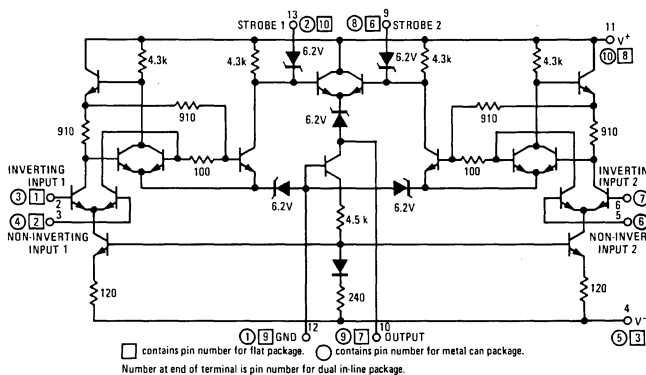 13 ② 10 ⑧ 6 9
STROBE 1 STROBE 2
11
V+
⑩ 8
4.3k 6.2V 4.3k 6.2V 4.3k 4.3k
6.2V
910 910
910 910
100 100
6.2V 6.2V
INVERTING INPUT 1
③ 1 2
④ 2 3
NON-INVERTING INPUT 1
INVERTIN
INPUT 2
⑦
6
5
⑥
NON-INVER
INPUT 2
4.5 k
120 240 120
4
V−
⑤ 3
① 9 GND 12 ⑨ 7 10 OUTPUT
contains pin number for flat package. contains pin number for metal can package.
Number at end of terminal is pin number for dual in-line package.